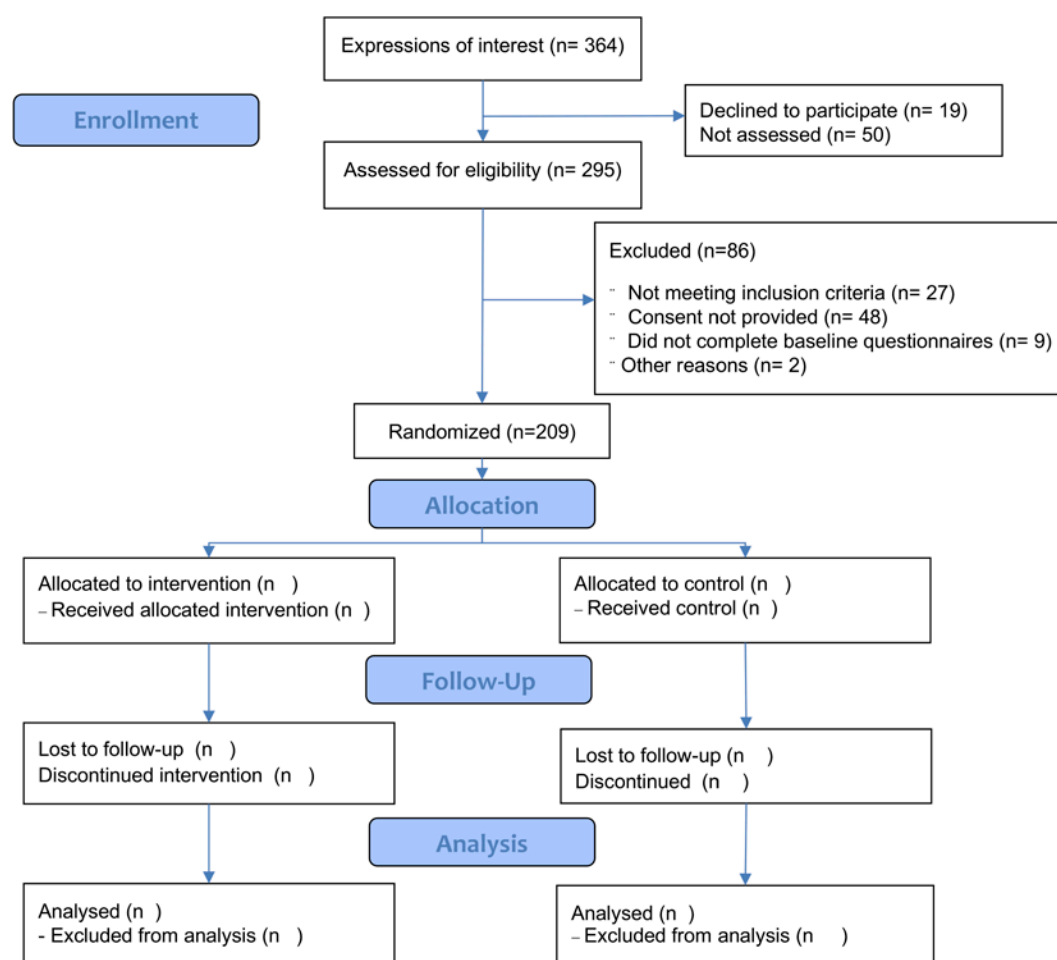 Expressions of interest (n= 364)
Enrollment
Declined to participate (n= 19)
Not assessed (n= 50)
Assessed for eligibility (n= 295)
Excluded (n=86)
¨ Not meeting inclusion criteria (n= 27)
¨ Consent not provided (n= 48)
¨ Did not complete baseline questionnaires (n= 9)
¨ Other reasons (n= 2)
Randomized (n=209)
Allocation
Allocated to intervention (n   )
– Received allocated intervention (n   )
Allocated to control (n   )
– Received control (n   )
Follow-Up
Lost to follow-up  (n   )
Discontinued intervention  (n   )
Lost to follow-up  (n    )
Discontinued  (n    )
Analysis
Analysed (n   )
- Excluded from analysis (n   )
Analysed (n   )
– Excluded from analysis (n    )